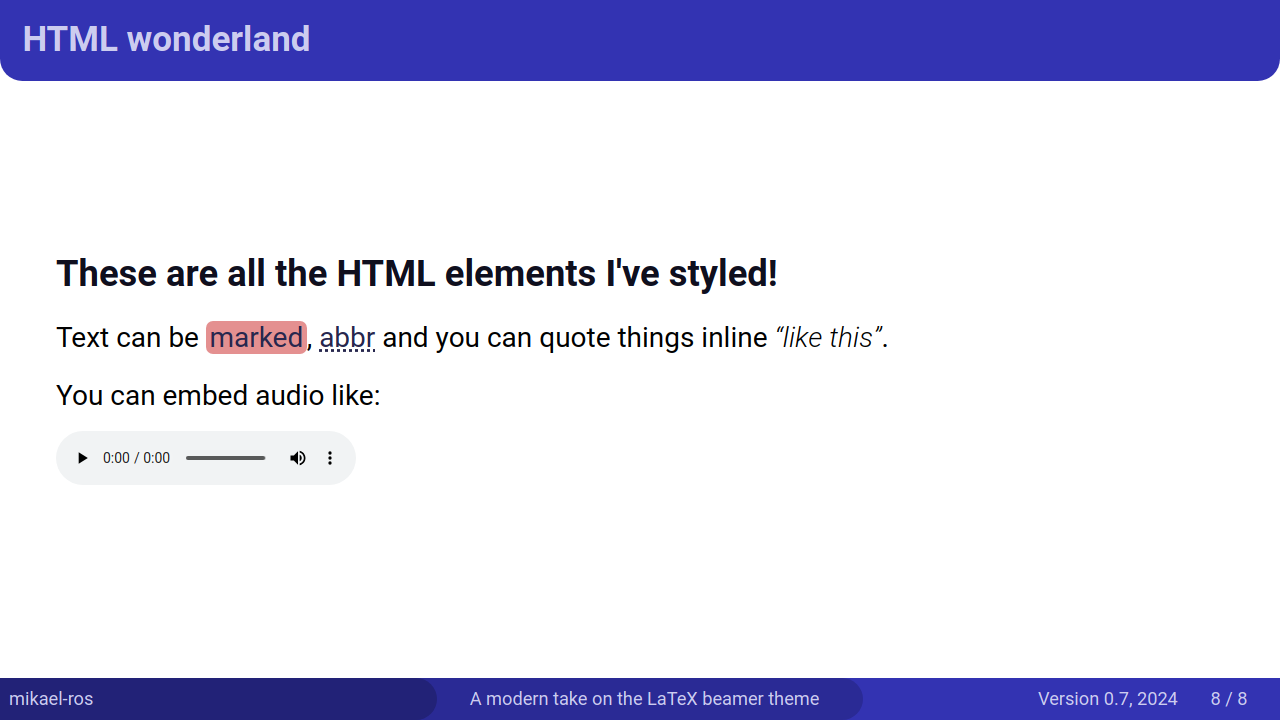 HTML wonderland
These are all the HTML elements I've styled!
Text can be marked, abbr and you can quote things inline “like this”.
You can embed audio like:
0:00 / 0:00
mikael-ros A modern take on the LaTeX beamer theme Version 0.7, 2024 8 / 8